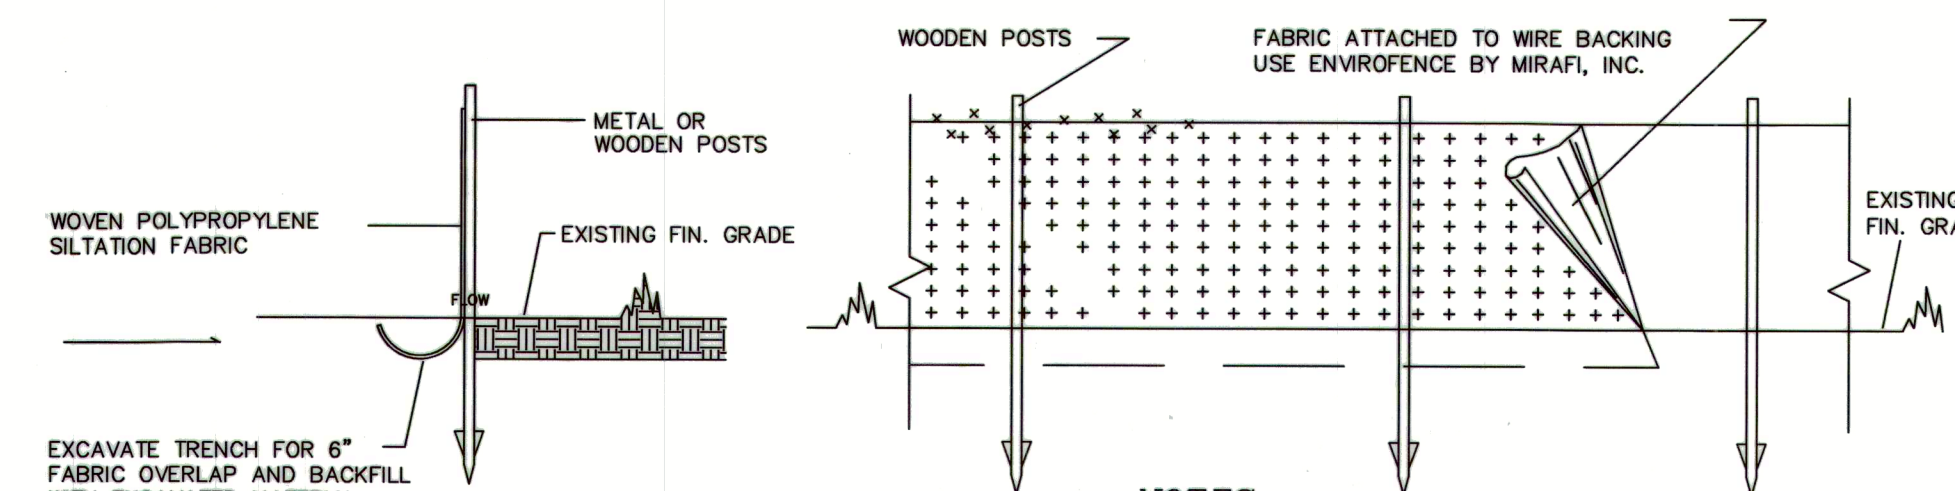 WOODEN POSTS
FABRIC ATTACHED TO WIRE BACKING
USE ENVIROFENCE BY MIRAFI, INC.
METAL OR
WOODEN POSTS
WOVEN POLYPROPYLENE
SILTATION FABRIC
EXISTING FIN. GRADE
EXISTING
FIN.
FLOW
EXCAVATE TRENCH FOR 6"
FABRIC OVERLAP AND BACKFILL